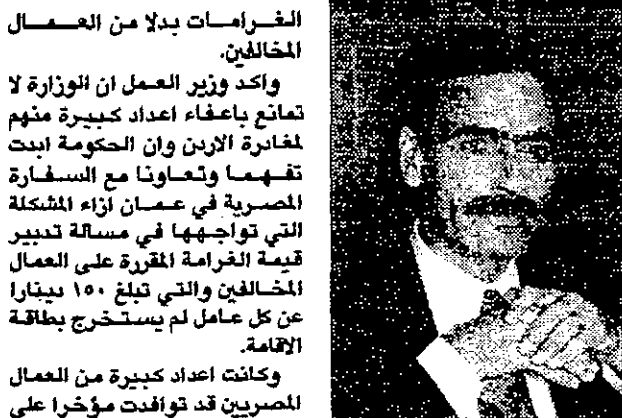 الغرامات بدلا من العمال
المخالفين.
واكد وزير العمل ان الوزارة لا
تمانع باعفاء اعداد كبيرة منهم
لمغادرة الاردن وان الحكومة ابدت
تفهما وتعاونا مع السفارة
المصرية في عمان ازاء المشكلة
التي تواجهها في مسالة تدبير
قيمة الغرامة المقررة على العمال
المخالفين والتي تبلغ ١٥٠ دينارا
عن كل عامل لم يستخرج بطاقة
الاقامة.
وكانت اعداد كبيرة من العمال
المصريين قد توافدت مؤخرا على